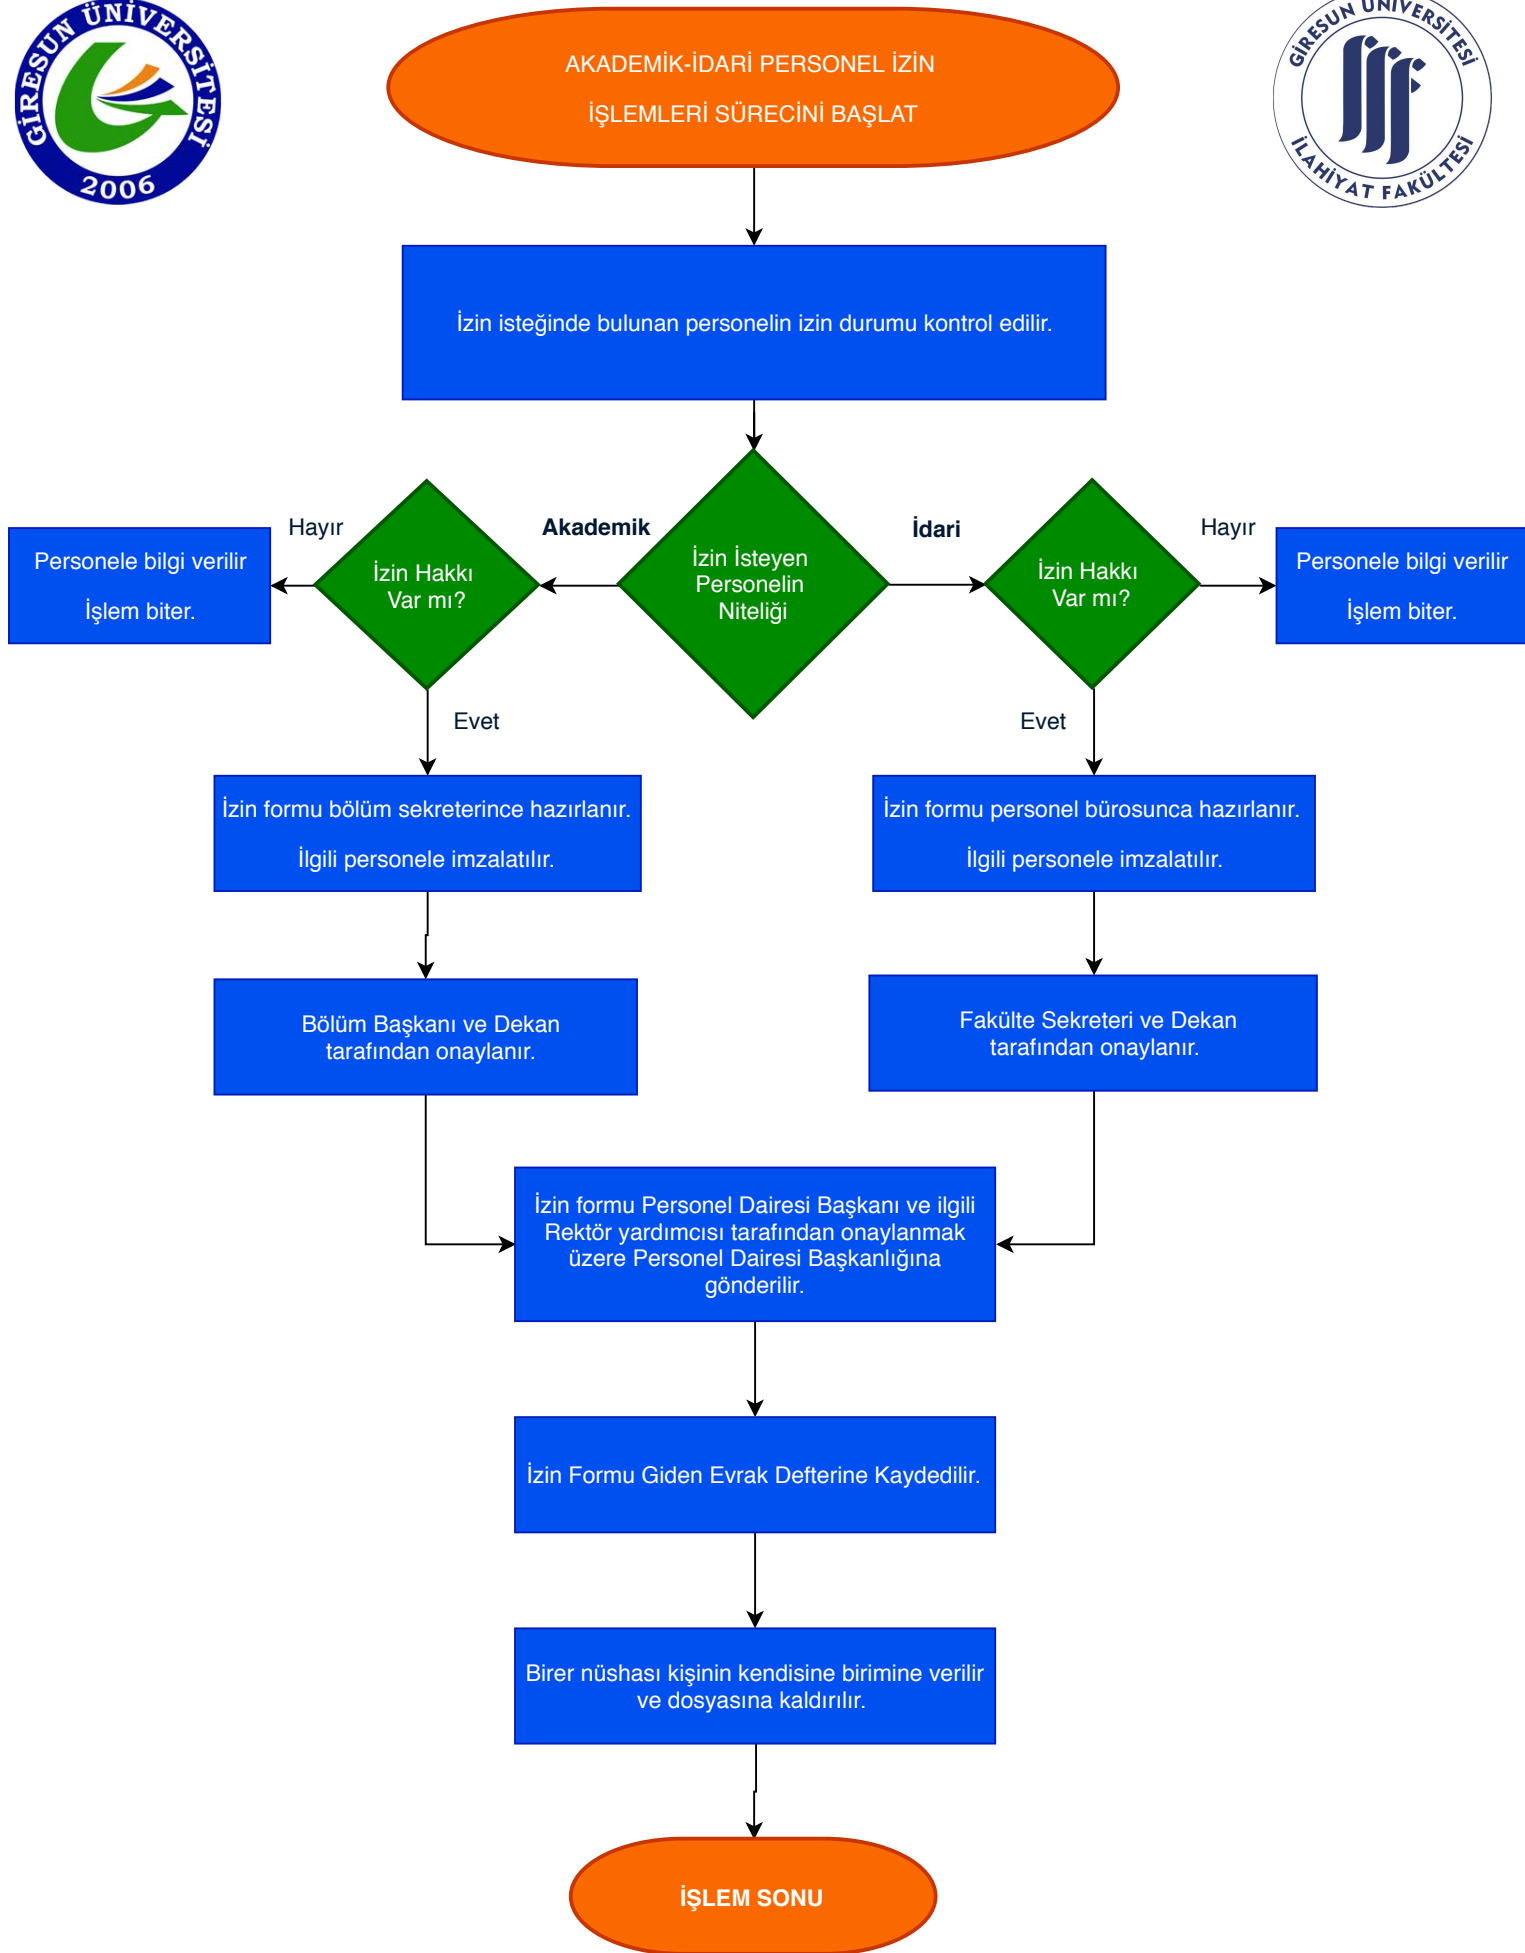 GİRESUN ÜNİVERSİTESİ
2006
AKADEMİK-İDARİ PERSONEL İZİN
İŞLEMLERİ SÜRECİNİ BAŞLAT
GİRESUN ÜNİVERSİTESİ
İLAHİYAT FAKÜLTESİ
İzin isteğinde bulunan personelin izin durumu kontrol edilir.
Hayır
Akademik
İdari
Hayır
Personele bilgi verilir
İşlem biter.
İzin Hakkı
Var mı?
İzin İsteyen
Personelin
Niteliği
İzin Hakkı
Var mı?
Personele bilgi verilir
İşlem biter.
Evet
Evet
İzin formu bölüm sekreterince hazırlanır.
İlgili personele imzalatılır.
İzin formu personel bürosunca hazırlanır.
İlgili personele imzalatılır.
Bölüm Başkanı ve Dekan
tarafından onaylanır.
Fakülte Sekreteri ve Dekan
tarafından onaylanır.
İzin formu Personel Dairesi Başkanı ve ilgili
Rektör yardımcısı tarafından onaylanmak
üzere Personel Dairesi Başkanlığına
gönderilir.
İzin Formu Giden Evrak Defterine Kaydedilir.
Birer nüshası kişinin kendisine birimine verilir
ve dosyasına kaldırılır.
İŞLEM SONU